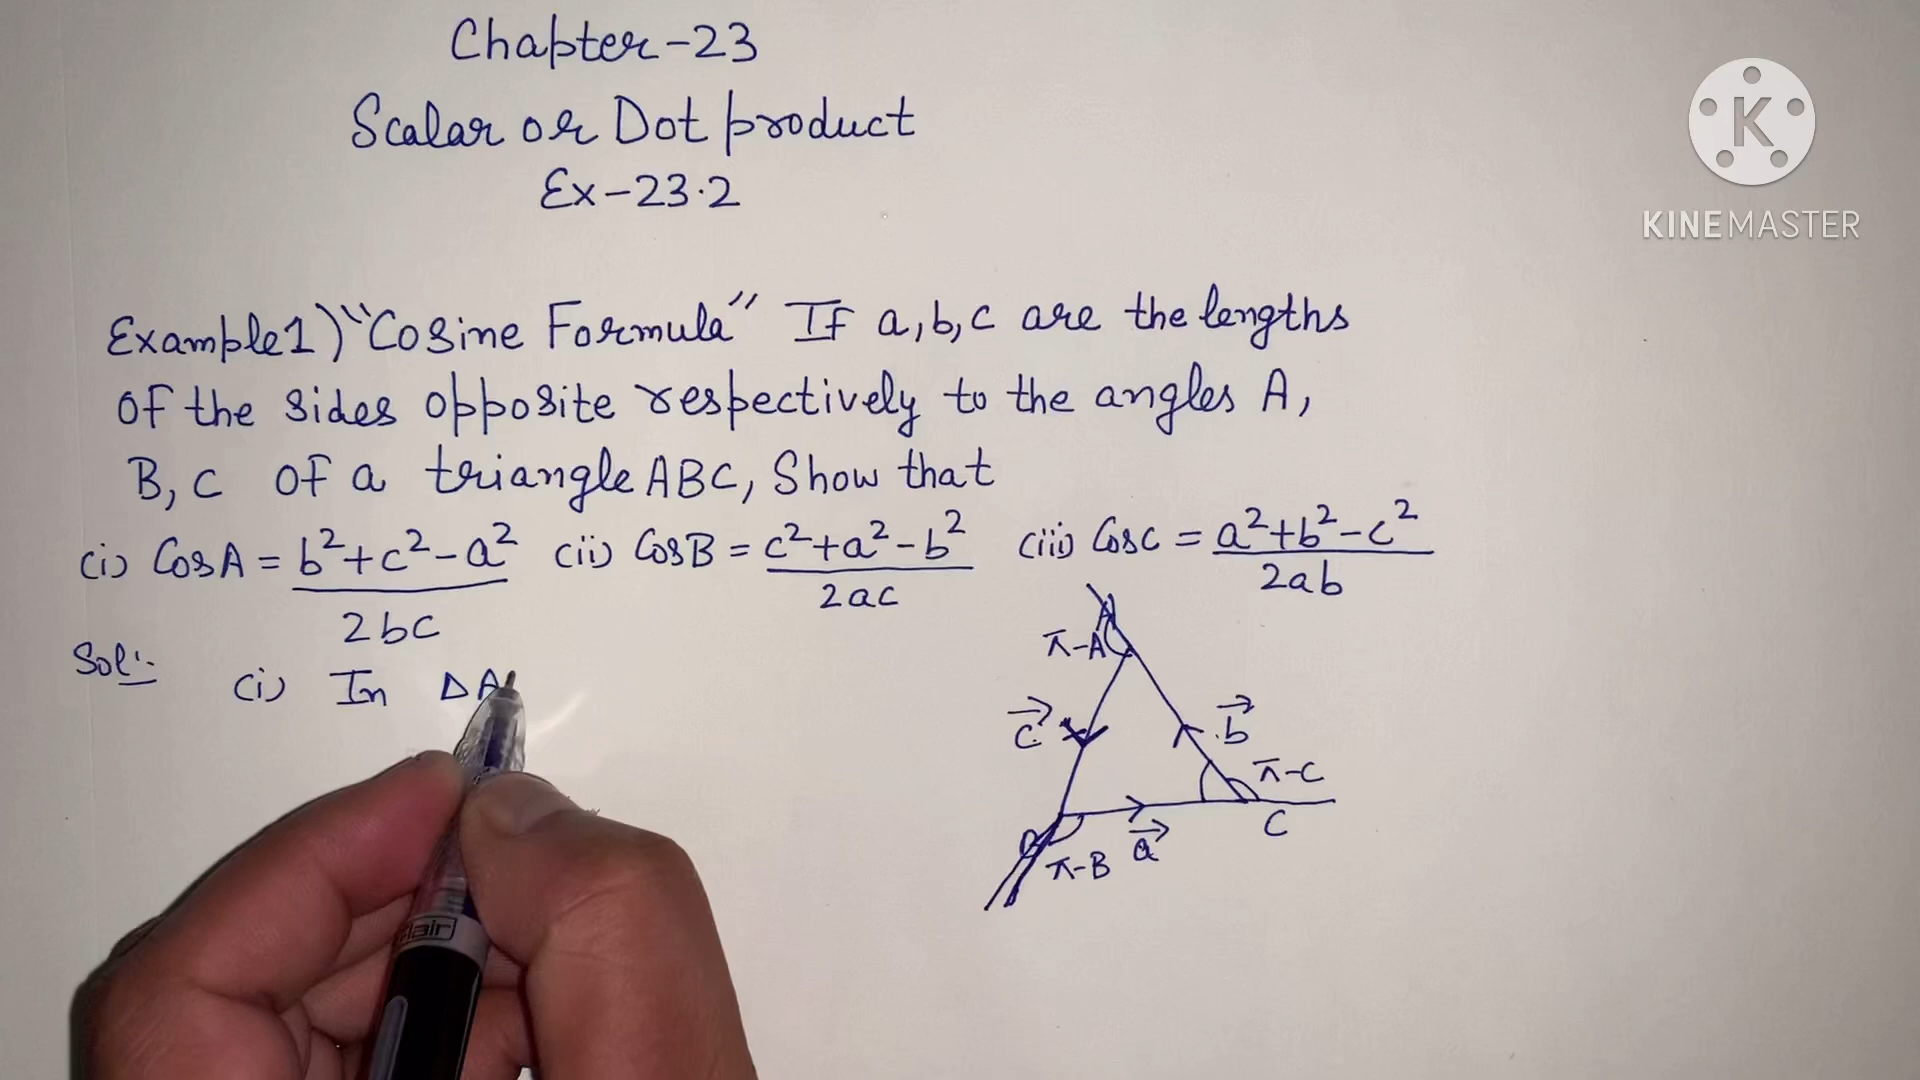 Chapter-23
Scalar or Dot product
Ex-23.2
K
KINEMASTER
Example1) "Cosine Formula" If a, b, c are the lengths
of the sides opposite respectively to the angles A,
B, C of a triangle ABC, Show that
(i) CosA = b²+c²-a² / 2bc (ii) CosB = c²+a²-b² / 2ac (iii) CosC = a²+b²-c² / 2ab
Sol:- (i) In ΔA
A
π-A
c⃗ b⃗
π-C
C
π-B a⃗
flair